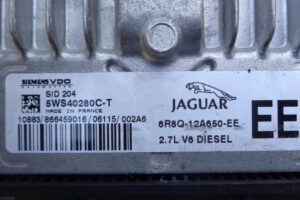 SIEMENS VDO
AUTOMOTIVE
SID 204
5WS40280C-T
MADE IN FRANCE
10863/866459016/06115/002A6
JAGUAR
6R8Q-12A650-EE
2.7L V6 DIESEL
EE